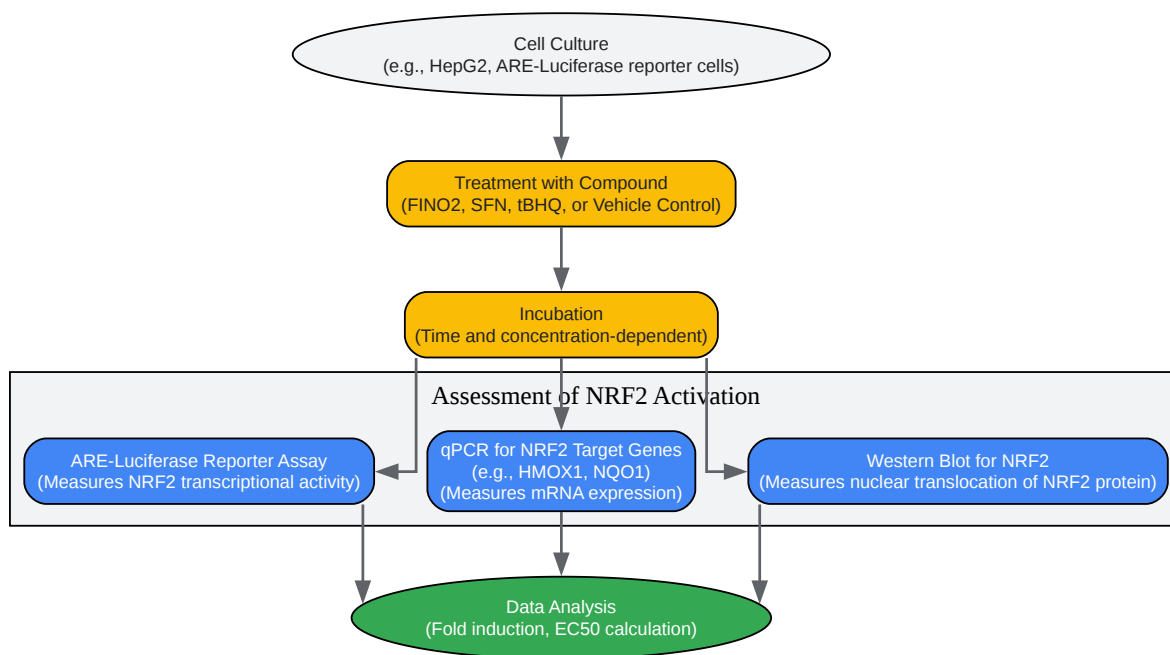 Cell Culture
(e.g., HepG2, ARE-Luciferase reporter cells)
Treatment with Compound
(FINO2, SFN, tBHQ, or Vehicle Control)
Incubation
(Time and concentration-dependent)
Assessment of NRF2 Activation
ARE-Luciferase Reporter Assay
(Measures NRF2 transcriptional activity)
qPCR for NRF2 Target Genes
(e.g., HMOX1, NQO1)
(Measures mRNA expression)
Western Blot for NRF2
(Measures nuclear translocation of NRF2 protein)
Data Analysis
(Fold induction, EC50 calculation)